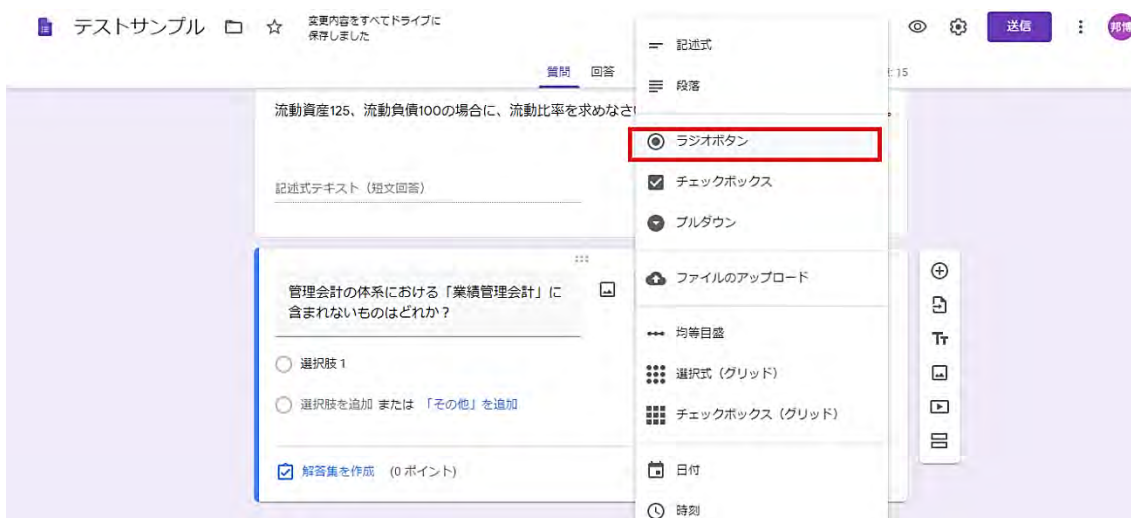 テストサンプル
変更内容をすべてドライブに
保存しました
送信
質問 回答
: 15
流動資産125、流動負債100の場合に、流動比率を求めなさ
記述式テキスト（短文回答）
管理会計の体系における「業績管理会計」に
含まれないものはどれか？
選択肢 1
選択肢を追加 または 「その他」を追加
解答集を作成 (0 ポイント)
記述式
段落
ラジオボタン
チェックボックス
プルダウン
ファイルのアップロード
均等目盛
選択式（グリッド）
チェックボックス（グリッド）
日付
時刻
Tт
邦博